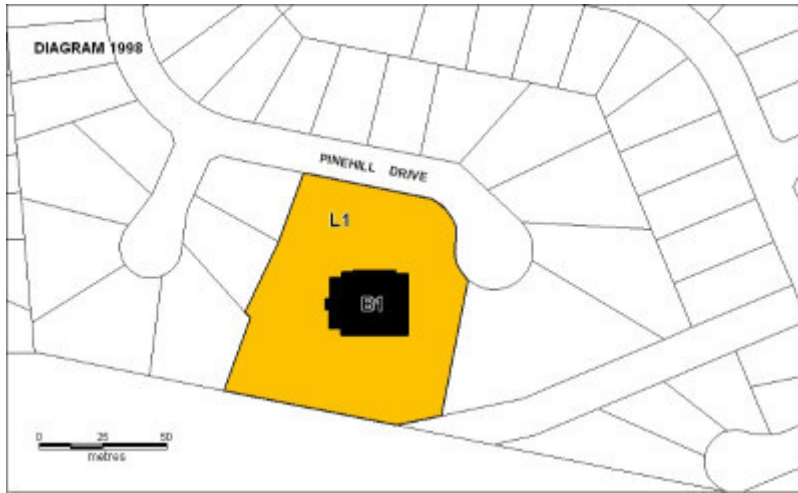 DIAGRAM 1998
PINEHILL DRIVE
L1
B1
0 25 50
metres